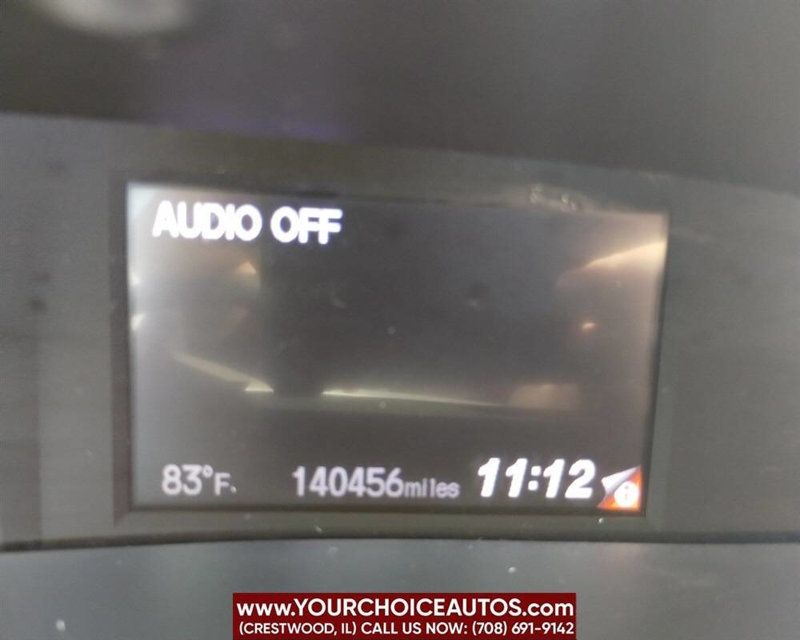 AUDIO OFF
83°F. 140456miles 11:12
www.YOURCHOICEAUTOS.com
(CRESTWOOD, IL) CALL US NOW: (708) 691-9142